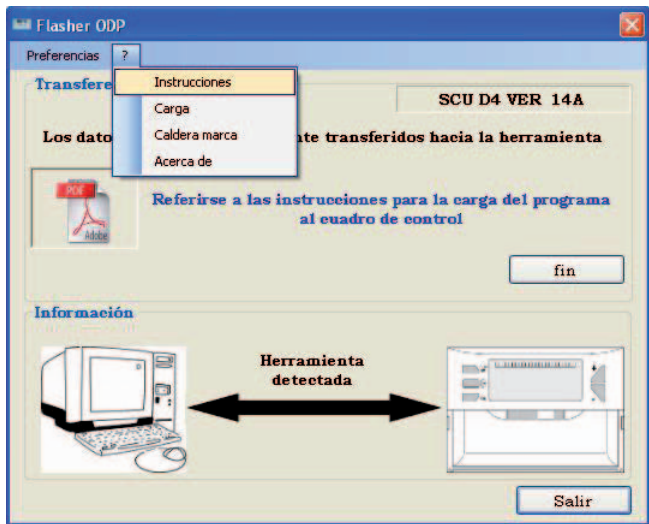 Flasher ODP
Preferencias ?
Instrucciones
Carga
Caldera marca
Acerca de
Transfere
SCU D4 VER 14A
Los dato nte transferidos hacia la herramienta
PDF
Adobe
Referirse a las instrucciones para la carga del programa
al cuadro de control
fin
Información
Herramienta
detectada
Salir